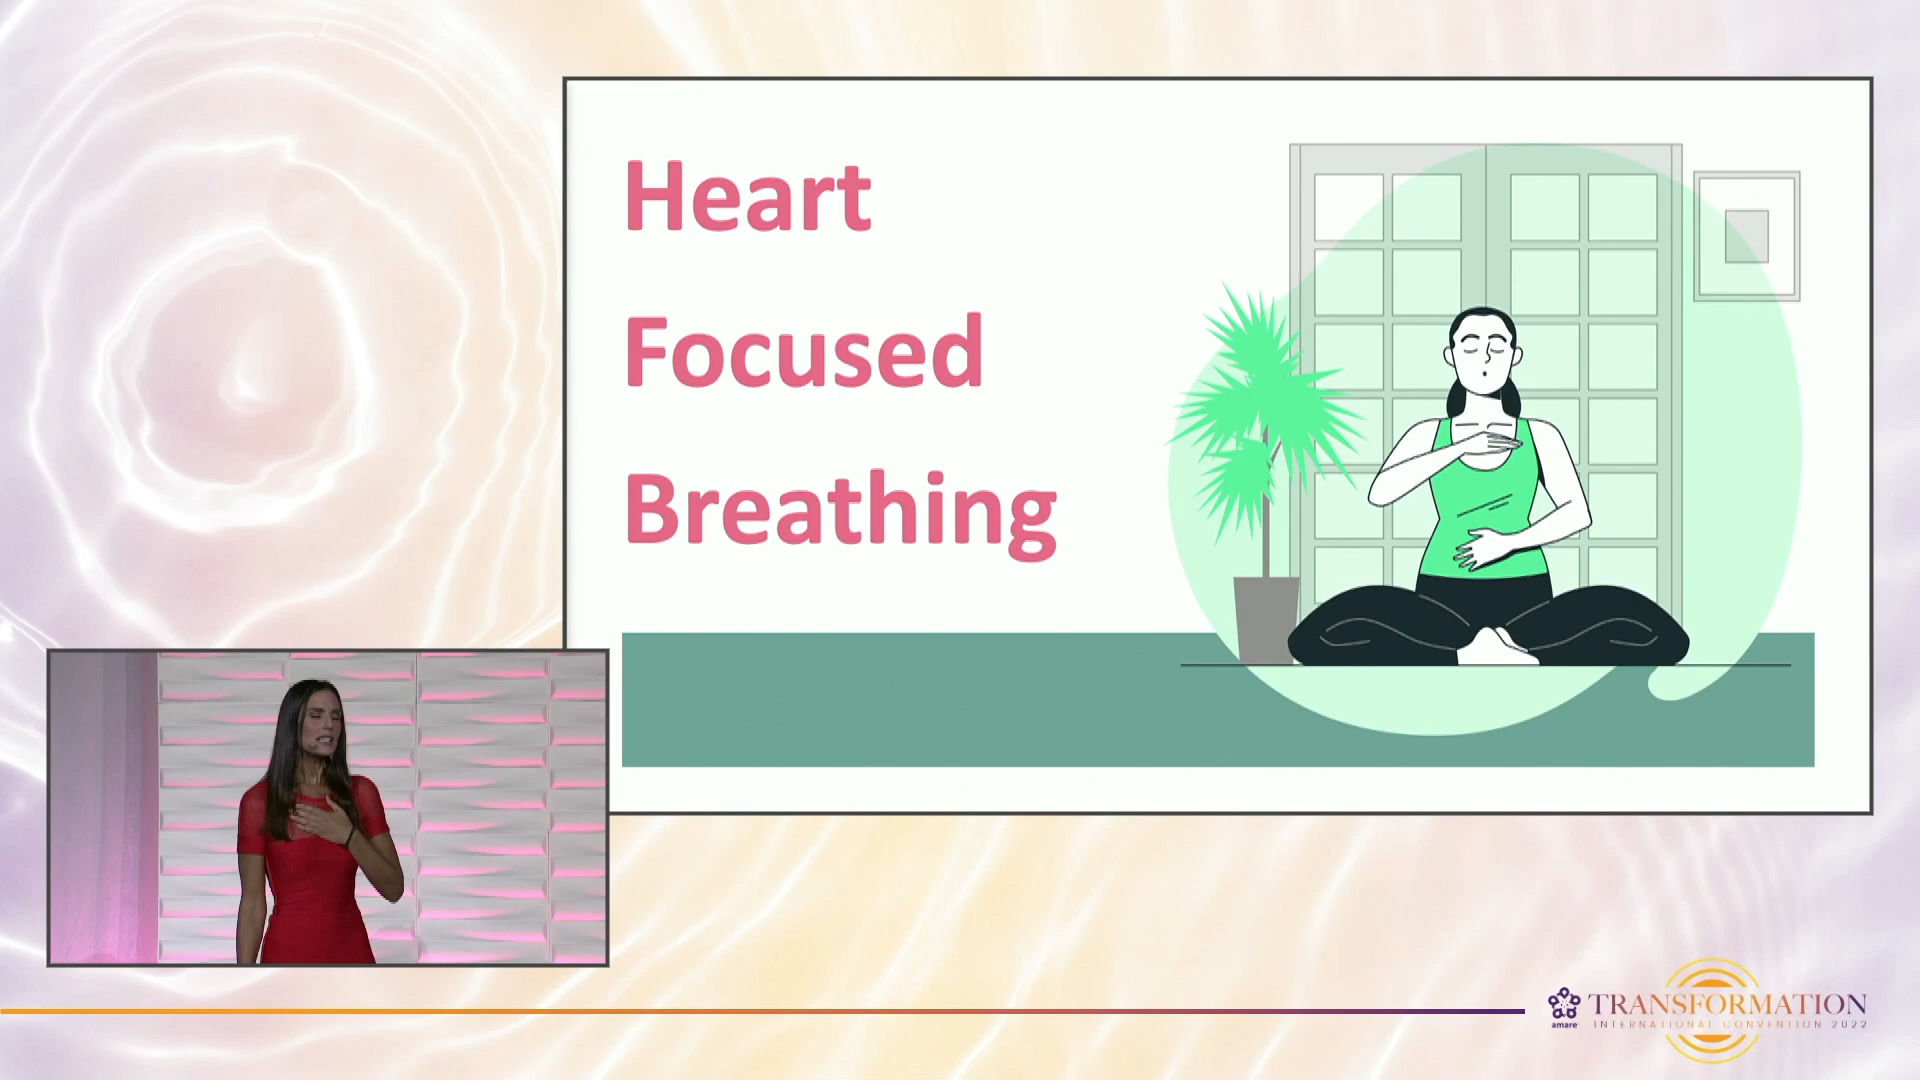 Heart
Focused
Breathing
amare
TRANSFORMATION
INTERNATIONAL CONVENTION 2022